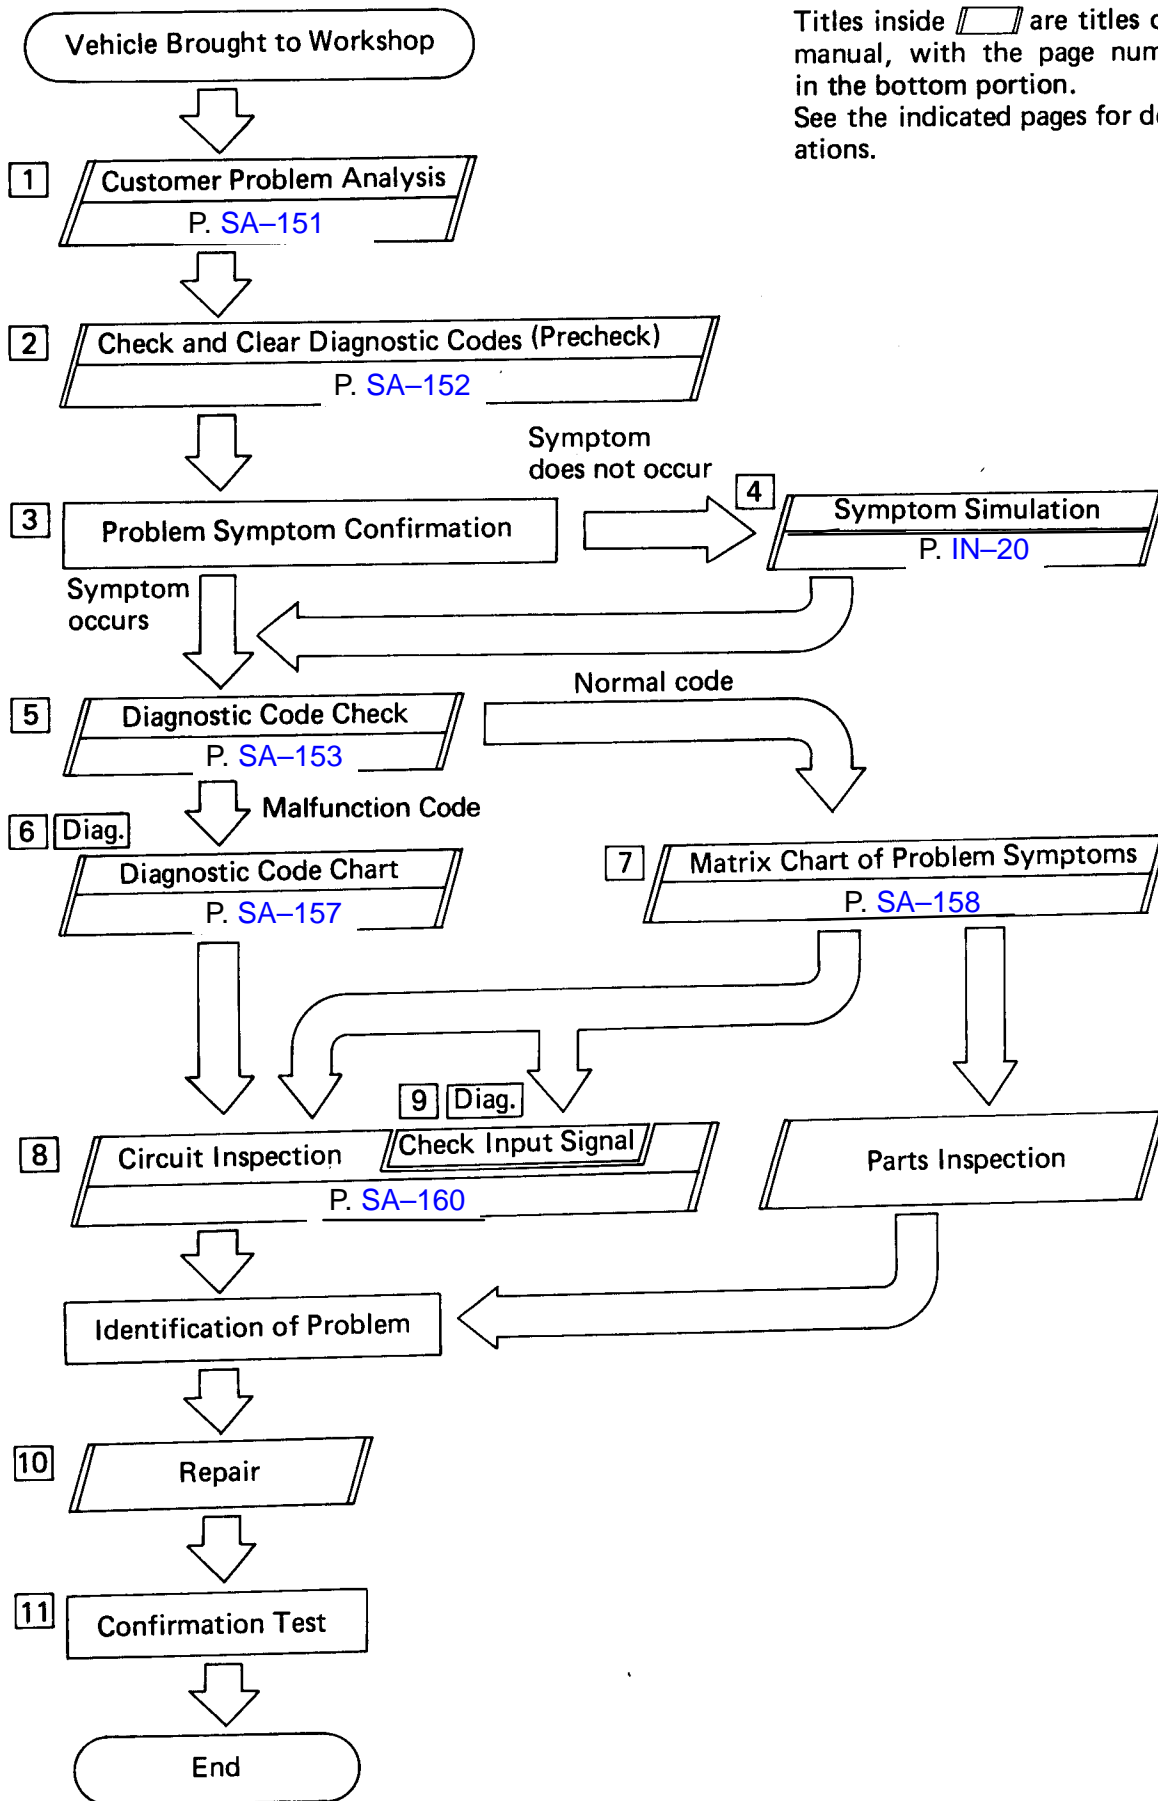 Vehicle Brought to Workshop
Titles inside are titles
manual, with the page
in the bottom portion.
See the indicated pages for
ations.
1
Customer Problem Analysis
P. SA–151
2
Check and Clear Diagnostic Codes (Precheck)
P. SA–152
Symptom
does not occur
3
Problem Symptom Confirmation
4
Symptom Simulation
P. IN–20
Symptom
occurs
Normal code
5
Diagnostic Code Check
P. SA–153
Malfunction Code
6 Diag.
Diagnostic Code Chart
P. SA–157
7
Matrix Chart of Problem Symptoms
P. SA–158
9 Diag.
8
Circuit Inspection
Check Input Signal
P. SA–160
Parts Inspection
Identification of Problem
10
Repair
11
Confirmation Test
End